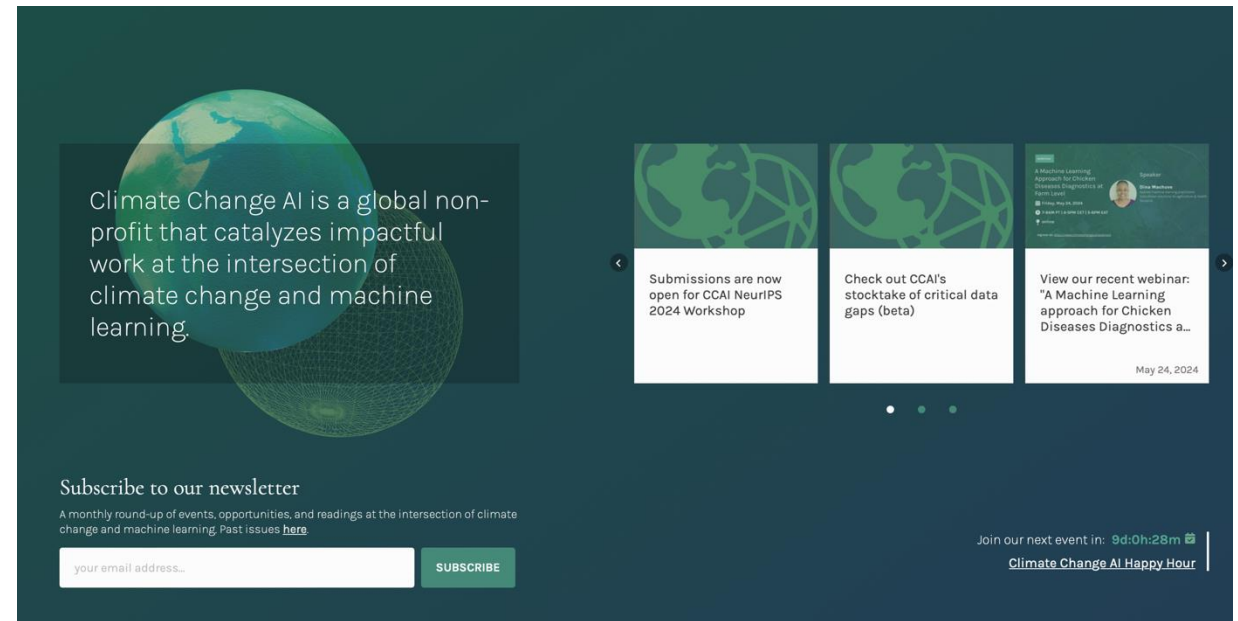 Climate Change AI is a global non-
profit that catalyzes impactful
work at the intersection of
climate change and machine
learning.
Submissions are now
open for CCAI NeurIPS
2024 Workshop
Check out CCAI's
stocktake of critical data
gaps (beta)
A Machine Learning
Approach for Chicken
Diseases Diagnostics at
Farm Level
Friday, May 24, 2024
online
Speaker
Dina Machuve
View our recent webinar:
"A Machine Learning
approach for Chicken
Diseases Diagnostics a...
May 24, 2024
Subscribe to our newsletter
A monthly round-up of events, opportunities, and readings at the intersection of climate
change and machine learning. Past issues here.
your email address...
SUBSCRIBE
Join our next event in: 9d:0h:28m
Climate Change AI Happy Hour